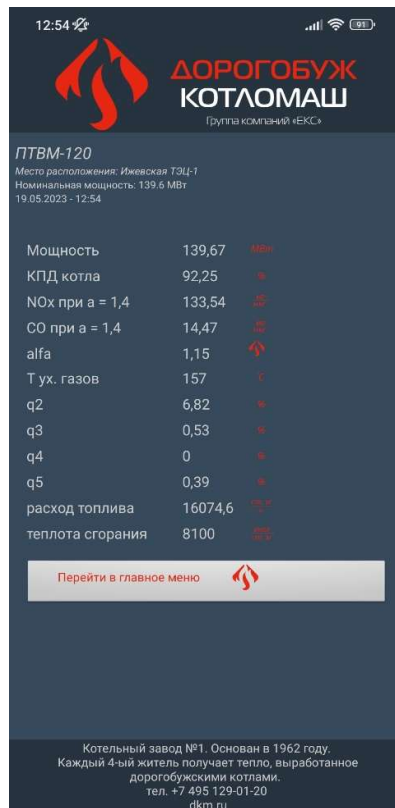 12:54
91
ДОРОГОБУЖ
КОТЛОМАШ
Группа компаний «ЕКС»
ПТВМ-120
Место расположения: Ижевская ТЭЦ-1
Номинальная мощность: 139.6 МВт
19.05.2023 - 12:54
Мощность 139,67
КПД котла 92,25 %
NOx при a = 1,4 133,54
CO при a = 1,4 14,47
alfa 1,15
Т ух. газов 157
q2 6,82 %
q3 0,53 %
q4 0 %
q5 0,39 %
расход топлива 16074,6
теплота сгорания 8100
Перейти в главное меню
Котельный завод №1. Основан в 1962 году.
Каждый 4-ый житель получает тепло, выработанное
дорогобужскими котлами.
тел. +7 495 129-01-20
dkm.ru